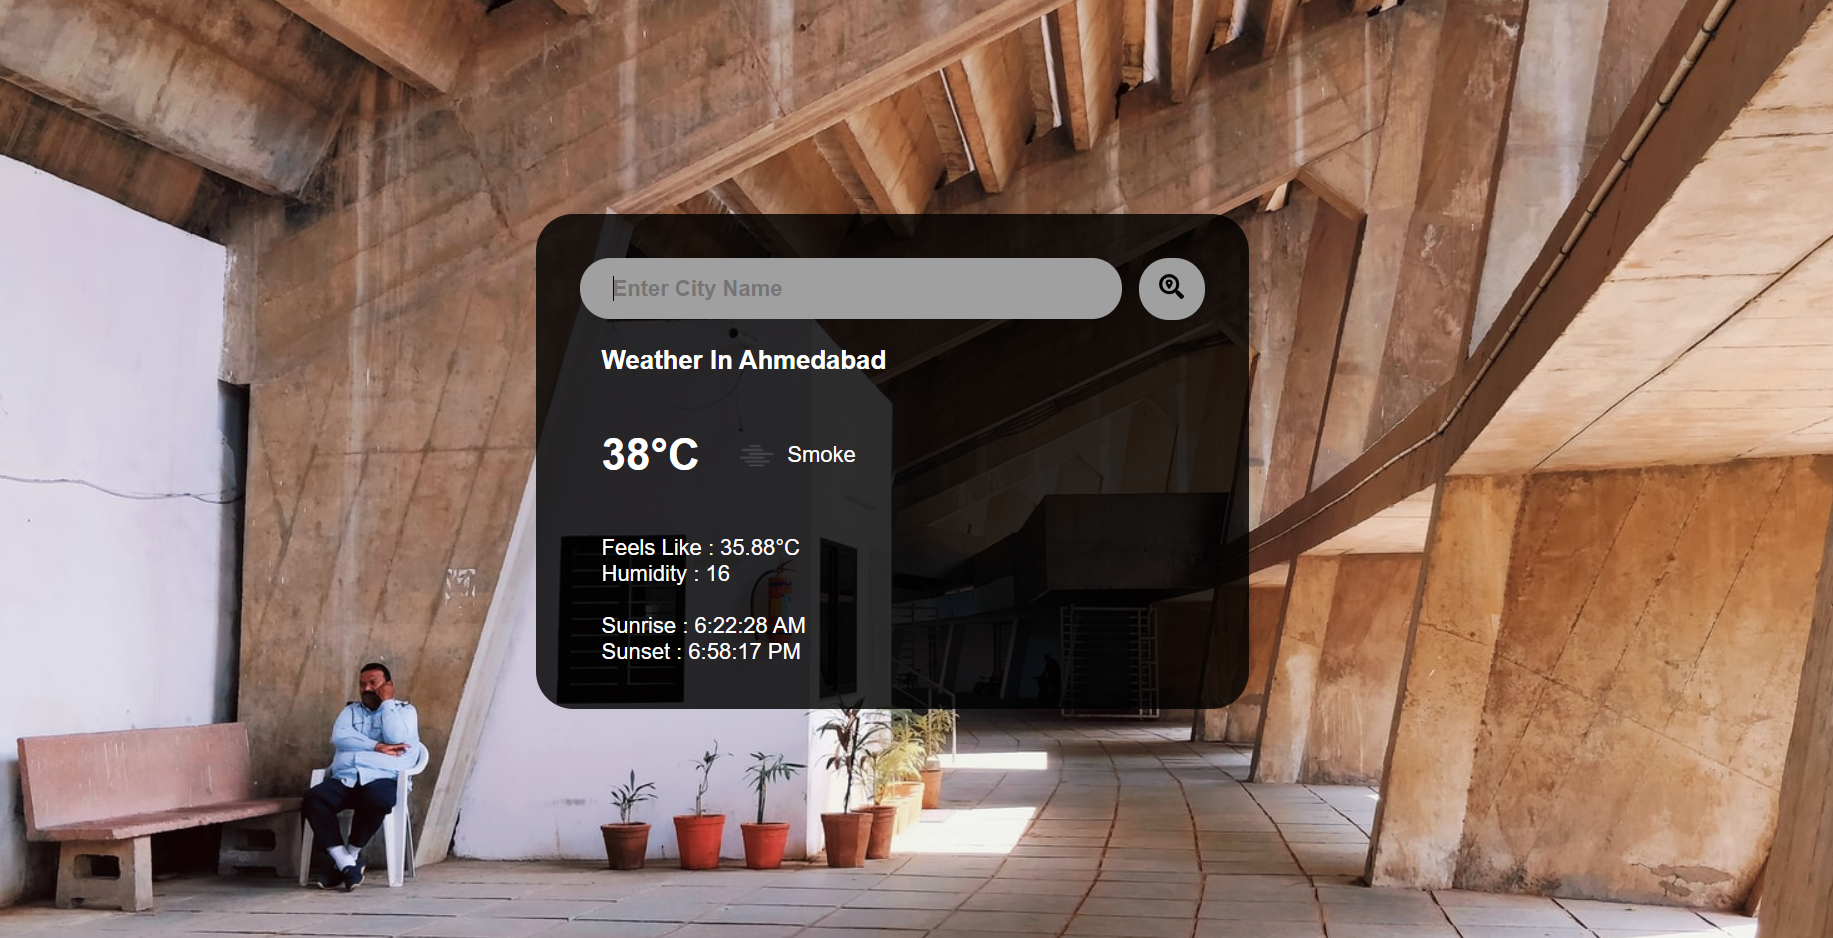 Enter City Name
Weather In Ahmedabad
38°C Smoke
Feels Like : 35.88°C
Humidity : 16
Sunrise : 6:22:28 AM
Sunset : 6:58:17 PM